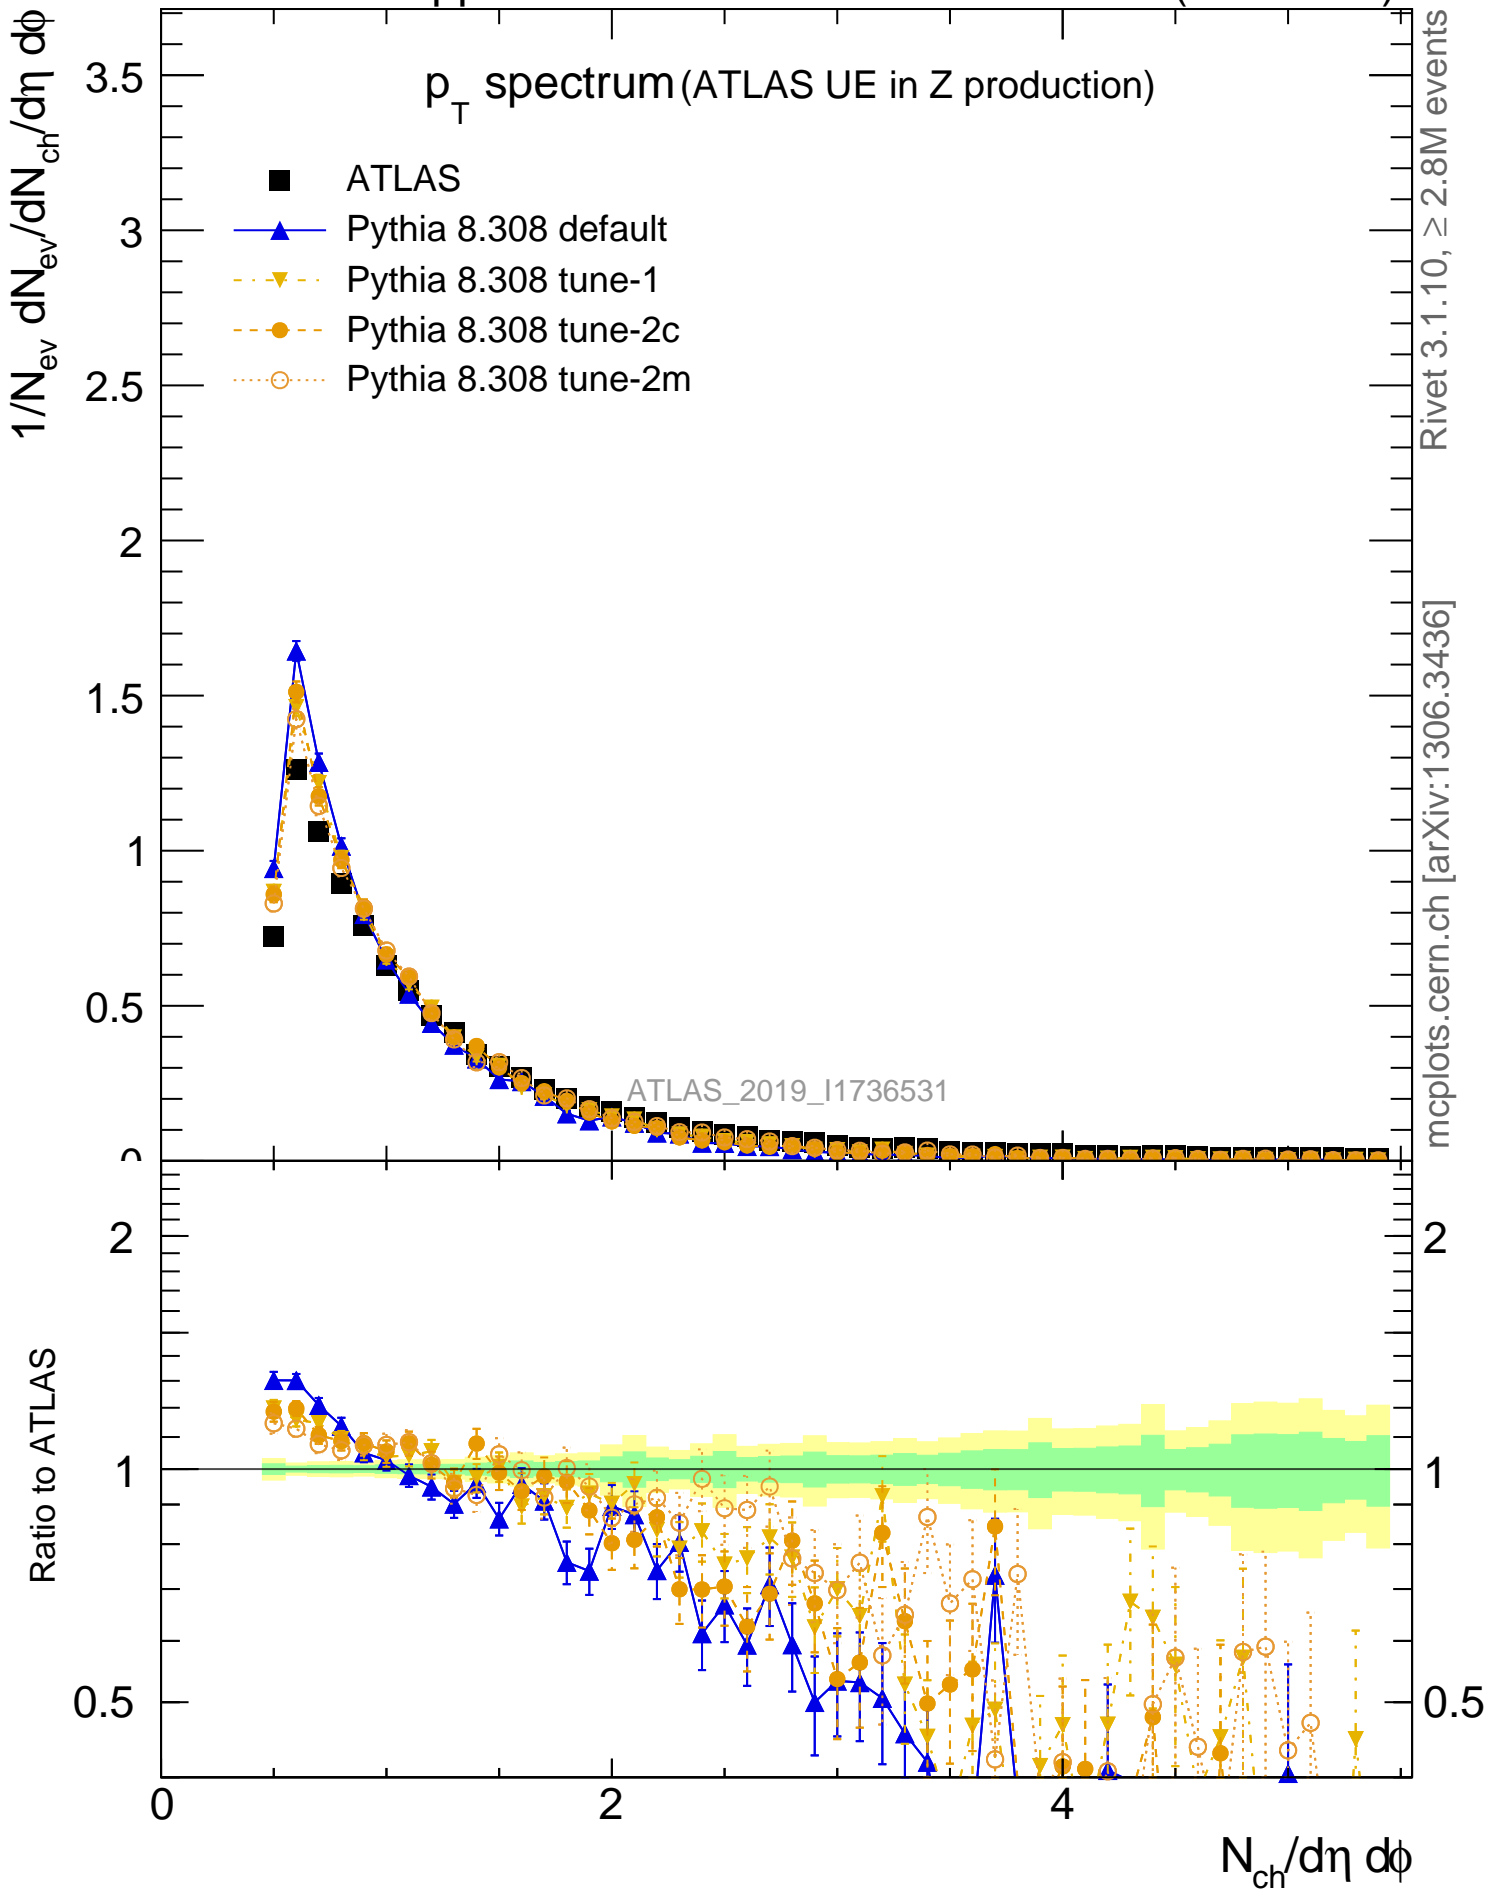 pp
p_T spectrum (ATLAS UE in Z production)
1/N_ev dN_ev/dN_ch/dη dϕ
ATLAS
Pythia 8.308 default
Pythia 8.308 tune-1
Pythia 8.308 tune-2c
Pythia 8.308 tune-2m
3.5
3
2.5
2
1.5
1
0.5
0
ATLAS_2019_I1736531
Rivet 3.1.10, ≥ 2.8M events
mcplots.cern.ch [arXiv:1306.3436]
Ratio to ATLAS
2
1
0.5
2
1
0.5
0
2
4
N_ch/dη dϕ